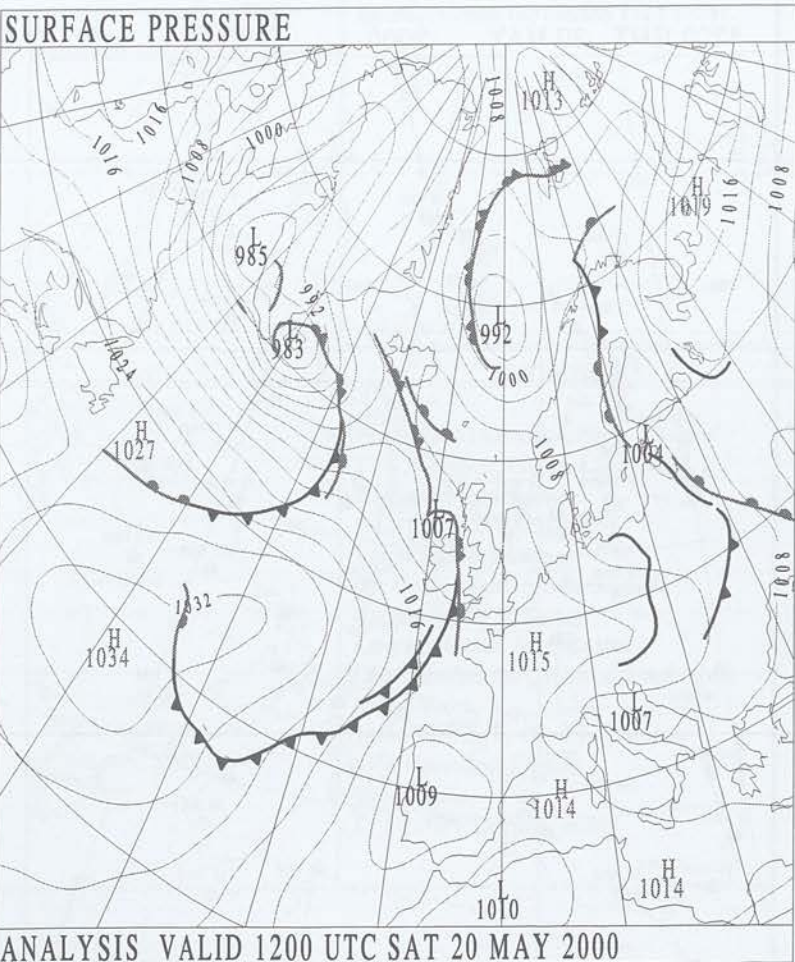 SURFACE PRESSURE
H
1013
1008
1016
1016
1000
1008
1008
H
1019
1016
L
985
992
L
983
L
992
1000
1024
H
1027
1008
L
1004
L
1007
1008
1032
1016
H
1034
H
1015
L
1007
L
1009
H
1014
H
1014
L
1010
ANALYSIS VALID 1200 UTC SAT 20 MAY 2000